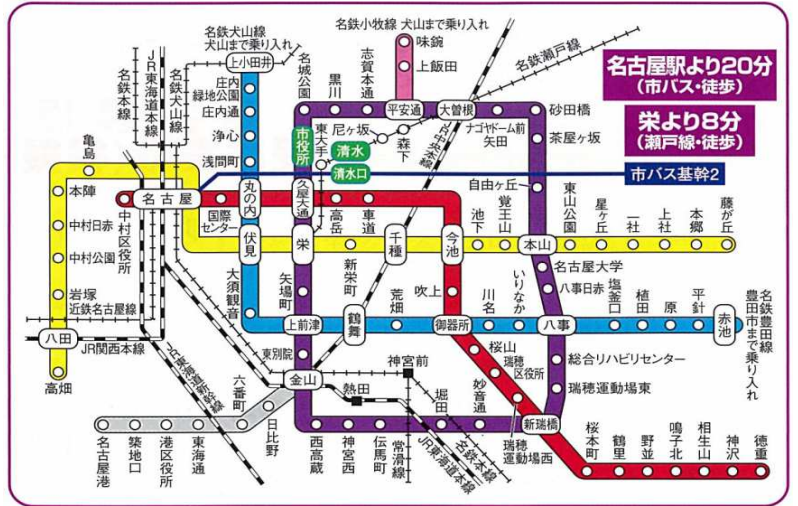 名鉄犬山線
犬山まで乗り入れ
名鉄小牧線 犬山まで乗り入れ
味鋺
上飯田
名鉄瀬戸線
JR東海道本線
名鉄本線
名鉄犬山線
上小田井
庄内
緑地公園
庄内通
浄心
浅間町
名城公園
黒川
志賀本通
平安通
大曽根
ナゴヤドーム前
矢田
砂田橋
茶屋ヶ坂
自由ヶ丘
名古屋駅より20分
(市バス・徒歩)
栄より8分
(瀬戸線・徒歩)
市バス基幹2
市役所
東大手
尼ヶ坂
清水
清水口
森下
JR中央本線
亀島
本陣
中村日赤
中村公園
岩塚
近鉄名古屋線
八田
JR関西本線
高畑
名古屋
中村区役所
国際
センター
丸の内
久屋大通
高岳
車道
伏見
栄
新栄町
千種
今池
池下
覚王山
本山
東山公園
星ヶ丘
一社
上社
本郷
藤が丘
大須観音
矢場町
上前津
鶴舞
荒畑
吹上
御器所
川名
いりなか
八事
名古屋大学
八事日赤
塩釜口
植田
原
平針
赤池
名鉄豊田線
豊田市まで乗り入れ
東別院
金山
JR東海道新幹線
六番町
日比野
名古屋港
築地口
港区役所
東海通
熱田
神宮前
堀田
妙音通
桜山
瑞穂
区役所
総合リハビリセンター
瑞穂運動場東
新瑞橋
瑞穂
運動場西
西高蔵
神宮西
伝馬町
常滑線
名鉄本線
JR東海道本線
桜本町
鶴里
野並
鳴子北
相生山
神沢
徳重